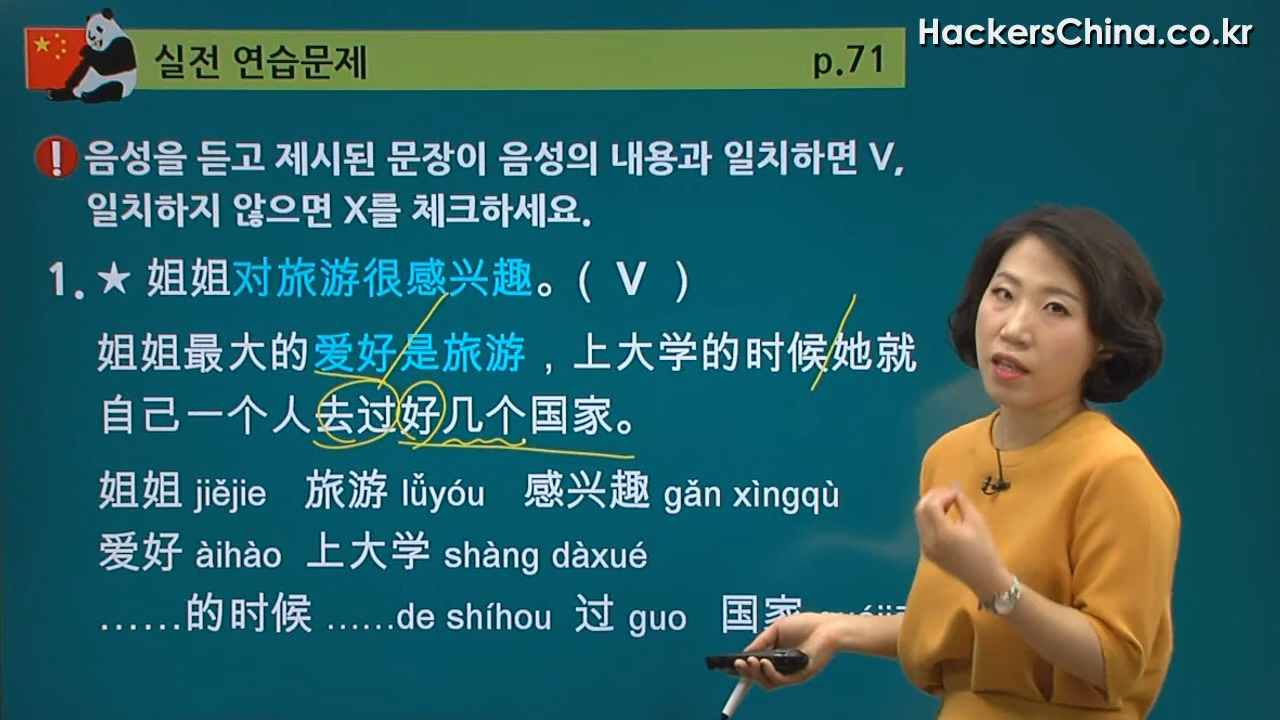 HackersChina.co.kr
실전 연습문제 p.71
! 음성을 듣고 제시된 문장이 음성의 내용과 일치하면 V,
일치하지 않으면 X를 체크하세요.
1. ★ 姐姐对旅游很感兴趣。( V )
姐姐最大的爱好是旅游，上大学的时候她就
自己一个人去过好几个国家。
姐姐 jiějie 旅游 lǚyóu 感兴趣 gǎn xìngqù
爱好 àihào 上大学 shàng dàxué
……的时候 ……de shíhou 过 guo 国家